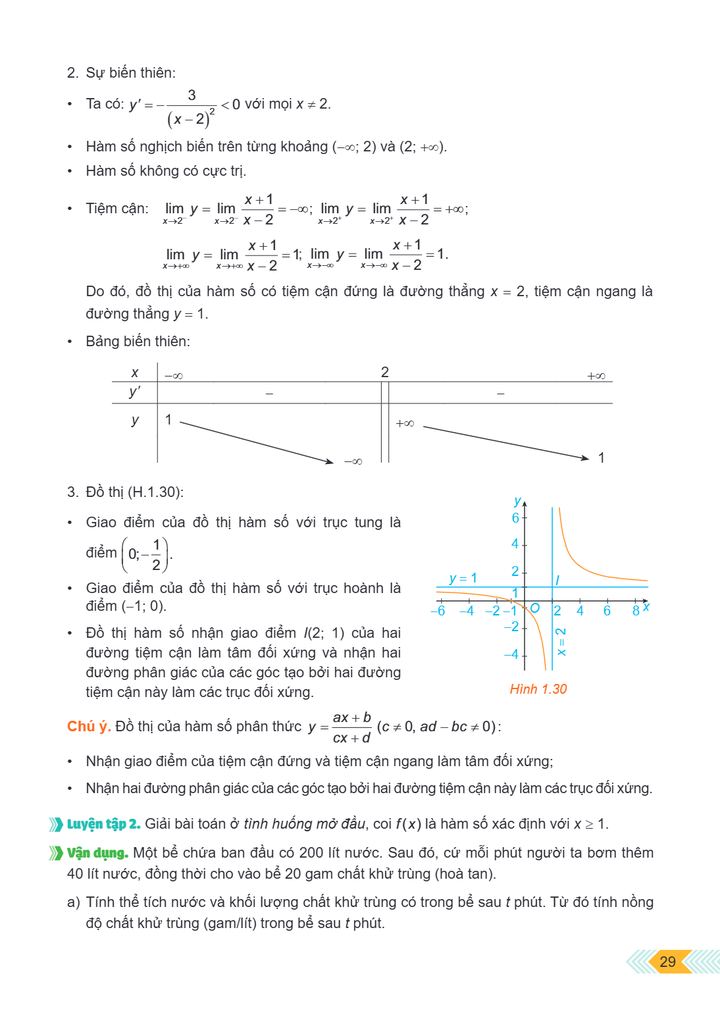 2. Sự biến thiên:
• Ta có: y′ = − 3/(x − 2)² < 0 với mọi x ≠ 2.
• Hàm số nghịch biến trên từng khoảng (−∞; 2) và (2; +∞).
• Hàm số không có cực trị.
• Tiệm cận: lim_{x→2⁻} y = lim_{x→2⁻} (x + 1)/(x − 2) = −∞; lim_{x→2⁺} y = lim_{x→2⁺} (x + 1)/(x − 2) = +∞;
lim_{x→+∞} y = lim_{x→+∞} (x + 1)/(x − 2) = 1; lim_{x→−∞} y = lim_{x→−∞} (x + 1)/(x − 2) = 1.
Do đó, đồ thị của hàm số có tiệm cận đứng là đường thẳng x = 2, tiệm cận ngang là
đường thẳng y = 1.
• Bảng biến thiên:
x −∞ 2 +∞
y′ − −
y 1 −∞ +∞ 1
3. Đồ thị (H.1.30):
• Giao điểm của đồ thị hàm số với trục tung là
điểm (0; −1/2).
• Giao điểm của đồ thị hàm số với trục hoành là
điểm (−1; 0).
• Đồ thị hàm số nhận giao điểm I(2; 1) của hai
đường tiệm cận làm tâm đối xứng và nhận hai
đường phân giác của các góc tạo bởi hai đường
tiệm cận này làm các trục đối xứng.
y
6
4
2
y = 1 I
1
−6 −4 −2 −1 O 2 4 6 8 x
−2
−4
x = 2
Hình 1.30
Chú ý. Đồ thị của hàm số phân thức y = (ax + b)/(cx + d) (c ≠ 0, ad − bc ≠ 0):
• Nhận giao điểm của tiệm cận đứng và tiệm cận ngang làm tâm đối xứng;
• Nhận hai đường phân giác của các góc tạo bởi hai đường tiệm cận này làm các trục đối xứng.
Luyện tập 2. Giải bài toán ở tình huống mở đầu, coi f(x) là hàm số xác định với x ≥ 1.
Vận dụng. Một bể chứa ban đầu có 200 lít nước. Sau đó, cứ mỗi phút người ta bơm thêm
40 lít nước, đồng thời cho vào bể 20 gam chất khử trùng (hoà tan).
a) Tính thể tích nước và khối lượng chất khử trùng có trong bể sau t phút. Từ đó tính nồng
độ chất khử trùng (gam/lít) trong bể sau t phút.
29